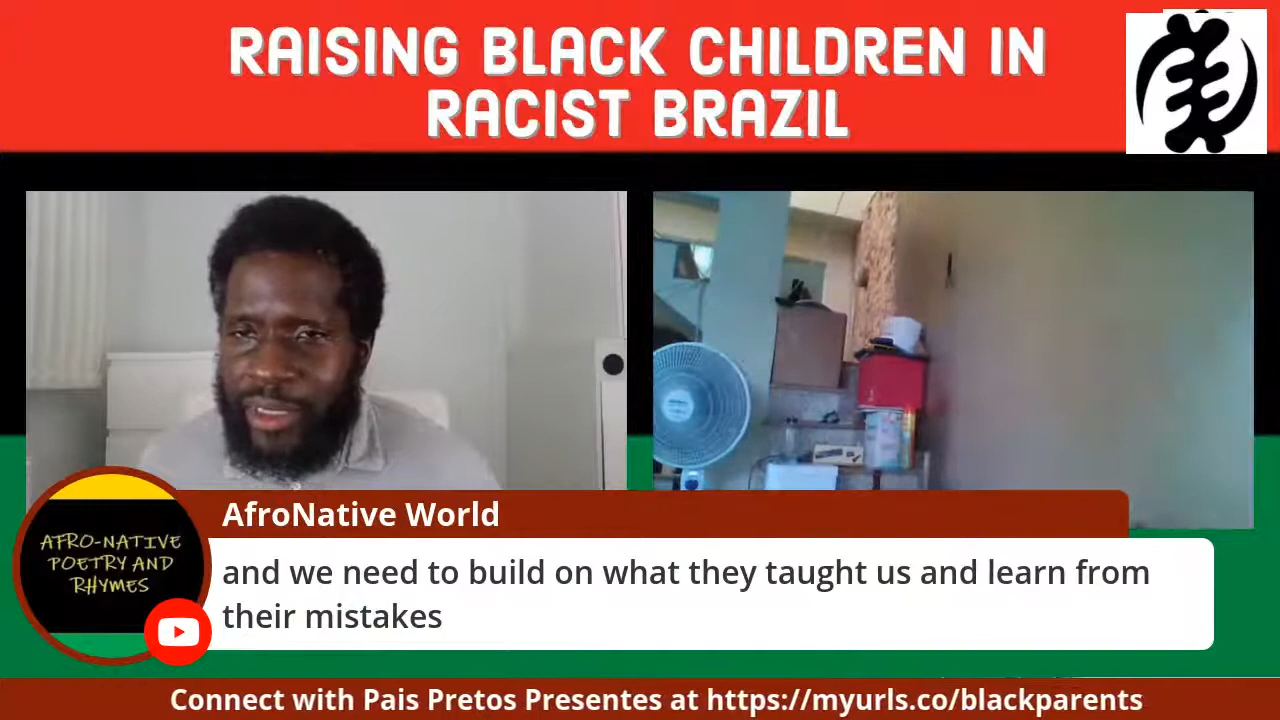 RAISING BLACK CHILDREN IN
RACIST BRAZIL
AfroNative World
AFRO-NATIVE
POETRY AND
RHYMES
and we need to build on what they taught us and learn from
their mistakes
Connect with Pais Pretos Presentes at https://myurls.co/blackparents